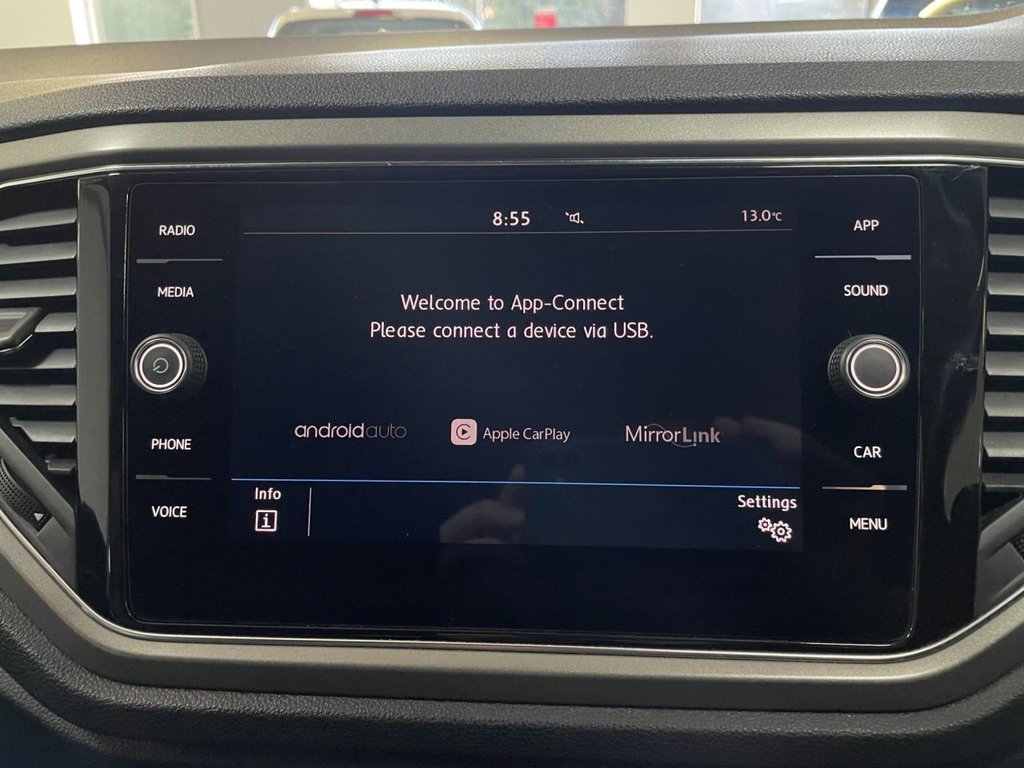 8:55
13.0°C
RADIO
APP
MEDIA
SOUND
Welcome to App-Connect
Please connect a device via USB.
androidauto
Apple CarPlay
MirrorLink
PHONE
CAR
Info
Settings
VOICE
MENU